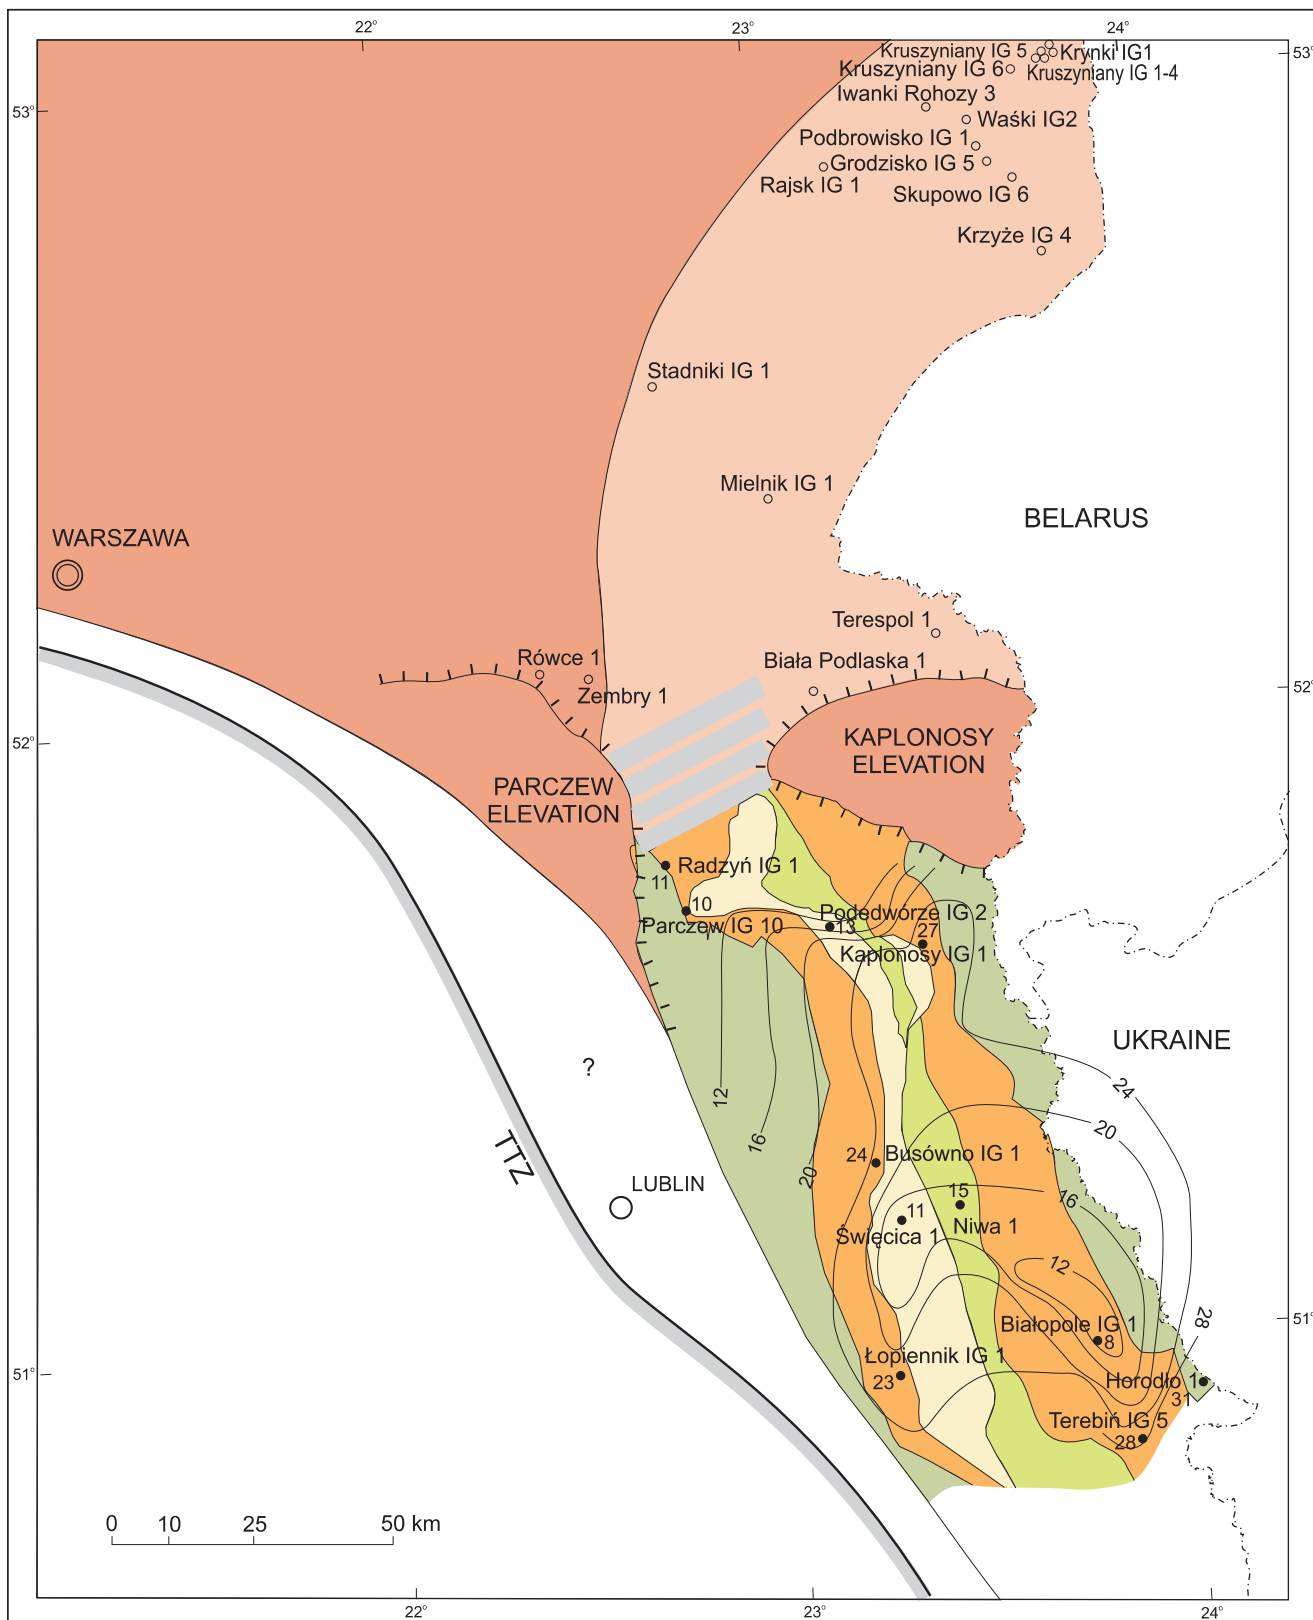 22°
23°
24°
53°
53°
Kruszyniany IG 5
Krynki IG1
Kruszyniany IG 6
Kruszyniany IG 1-4
Iwanki Rohozy 3
Waśki IG2
Podbrowisko IG 1
Grodzisko IG 5
Rajsk IG 1
Skupowo IG 6
Krzyże IG 4
Stadniki IG 1
Mielnik IG 1
BELARUS
WARSZAWA
Terespol 1
Równce 1
Biała Podlaska 1
Żembry 1
52°
52°
KAPLONOSY
ELEVATION
PARCZEW
ELEVATION
Radzyń IG 1
11
10
Podedwórze IG 2
Parczew IG 10
13
27
Kaplonosy IG 1
UKRAINE
?
12
24
16
20
TTZ
24
Busówno IG 1
20
LUBLIN
15
16
11
Niwa 1
Święcica 1
12
28
51°
Białopole IG 1
8
Łopiennik IG 1
51°
23
Horodło 1
31
Terebiń IG 5
28
0 10 25 50 km
22°
23°
24°